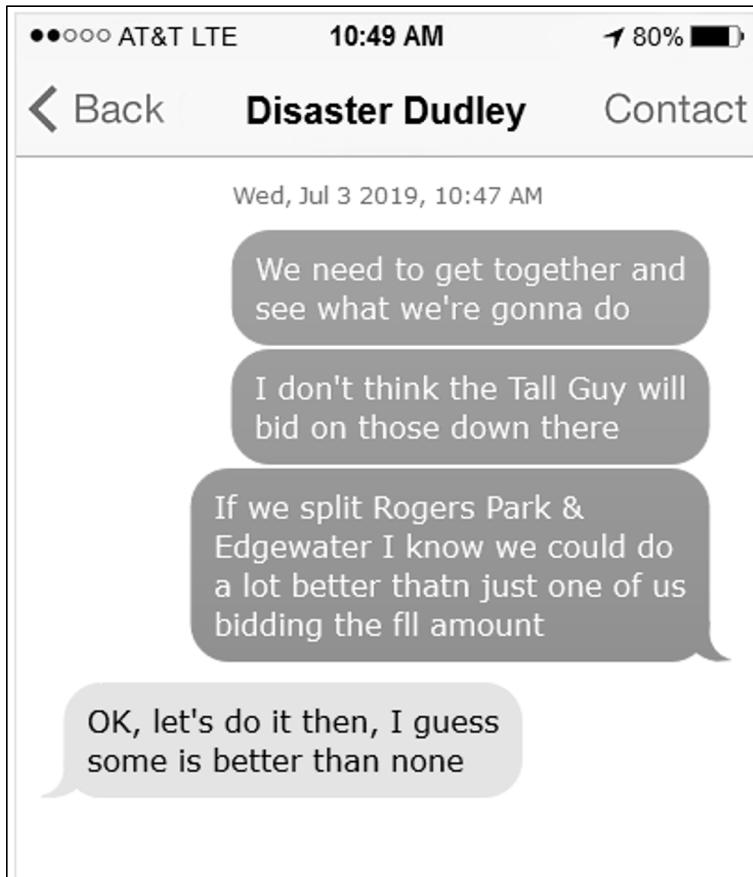 AT&T LTE 10:49 AM 80%
Back Disaster Dudley Contact
Wed, Jul 3 2019, 10:47 AM
We need to get together and
see what we're gonna do
I don't think the Tall Guy will
bid on those down there
If we split Rogers Park &
Edgewater I know we could do
a lot better thatn just one of us
bidding the fll amount
OK, let's do it then, I guess
some is better than none